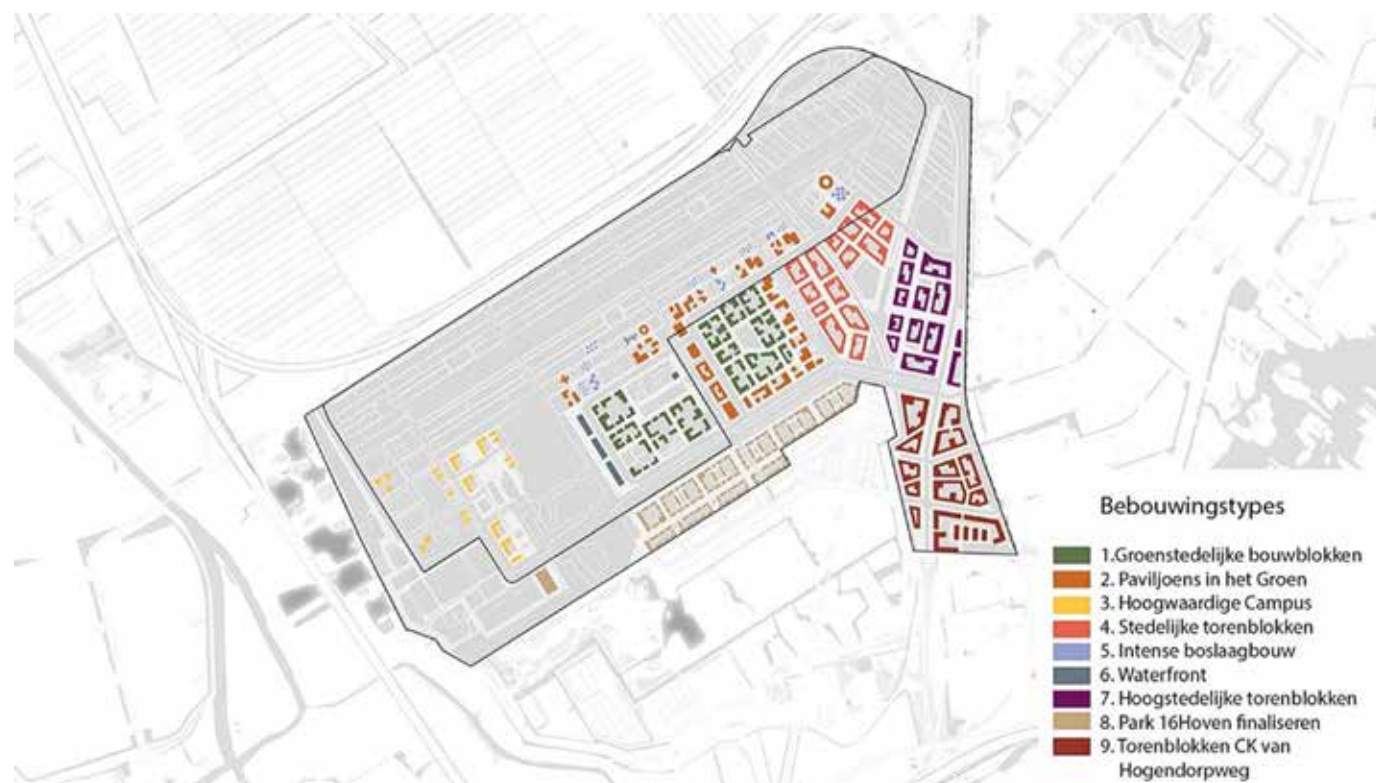 Bebouwingstypes
1.Groenstedelijke bouwblokken
2. Paviljoens in het Groen
3. Hoogwaardige Campus
4. Stedelijke torenblokken
5. Intense boslaagbouw
6. Waterfront
7. Hoogstedelijke torenblokken
8. Park 16Hoven finaliseren
9. Torenblokken CK van
Hogendorpweg